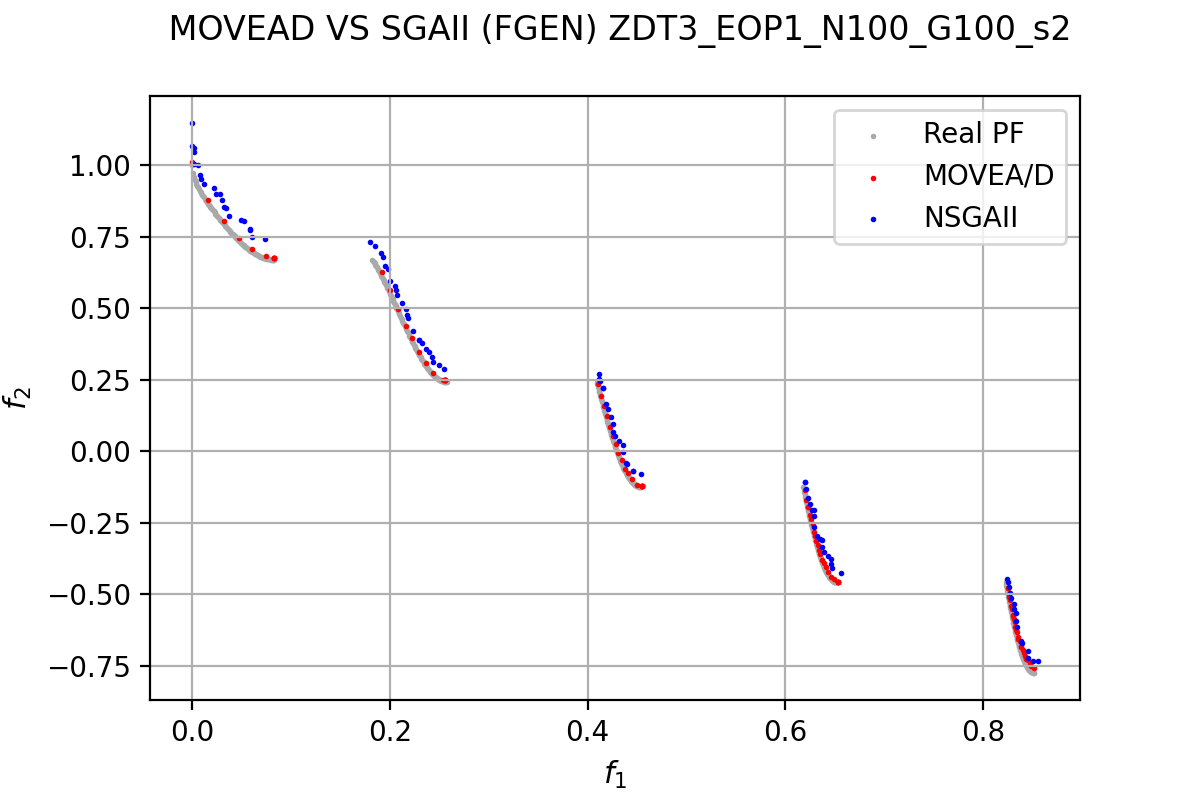 MOVEAD VS SGAII (FGEN) ZDT3_EOP1_N100_G100_s2
Real PF
MOVEA/D
NSGAII
1.00
0.75
0.50
0.25
0.00
−0.25
−0.50
−0.75
f2
0.0 0.2 0.4 0.6 0.8
f1